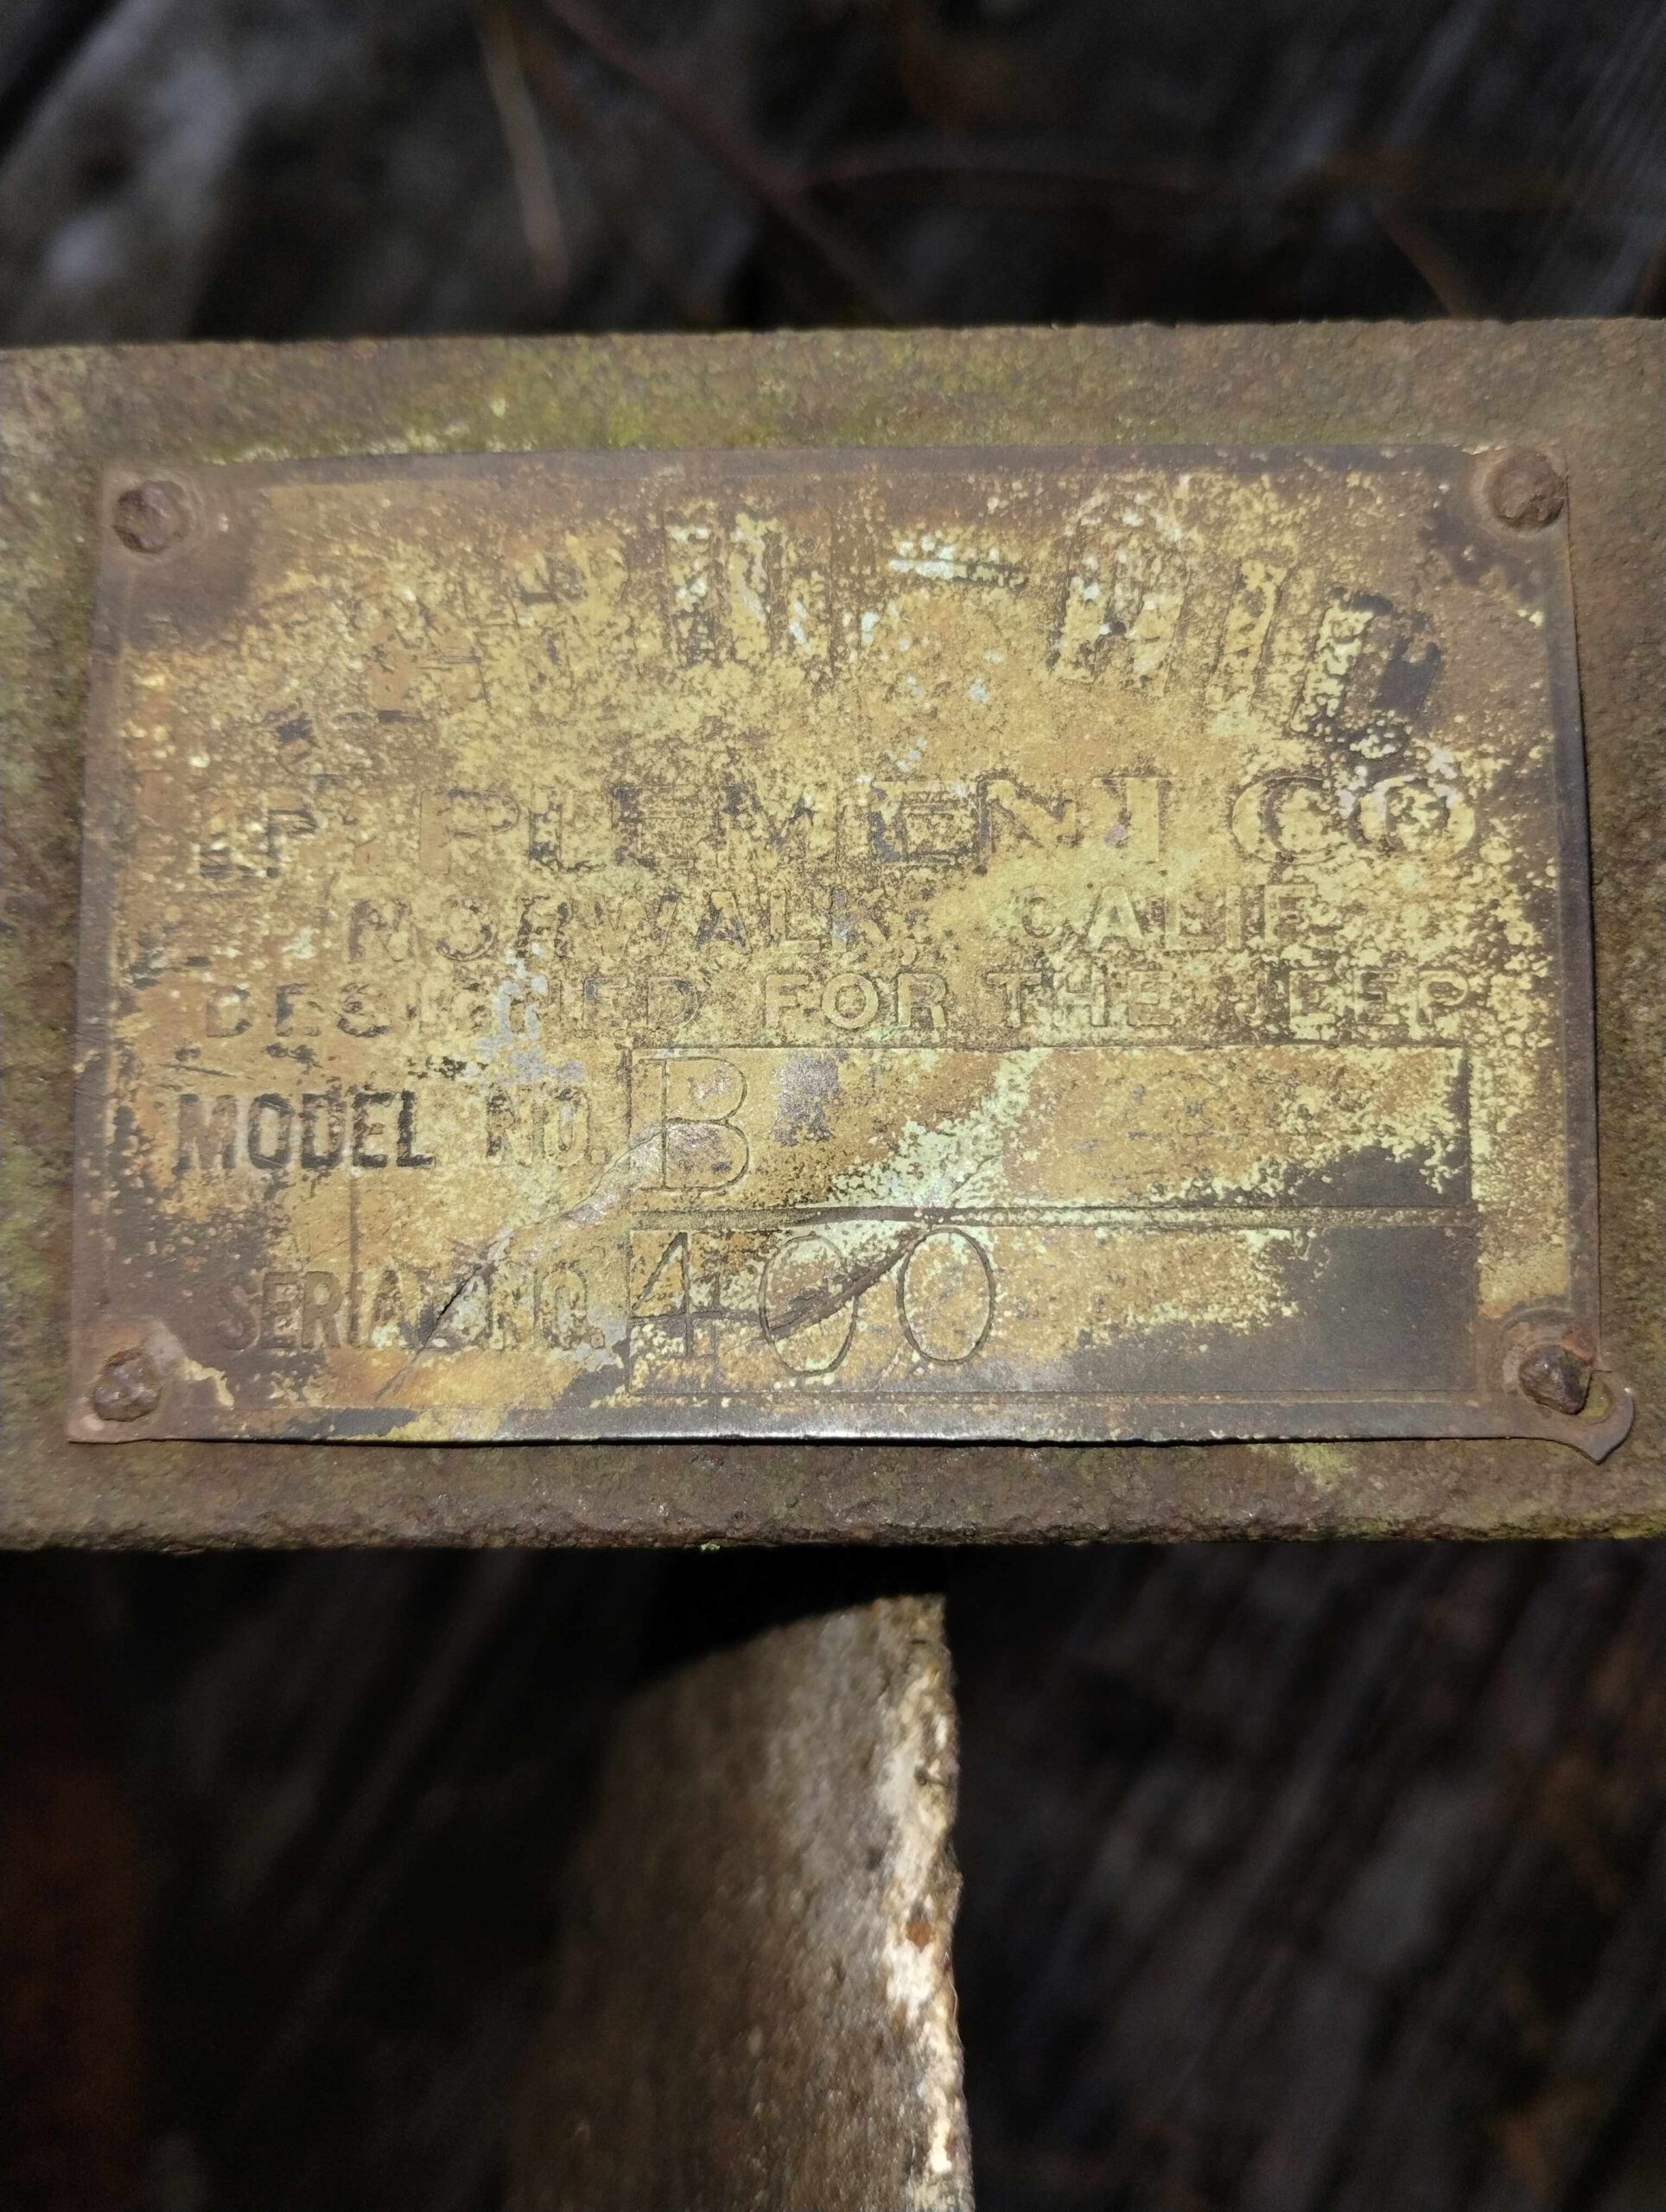 IMPLEMENT CO
NORWALK, CALIF.
DESIGNED FOR THE JEEP
MODEL NO. B
SERIAL NO. 400